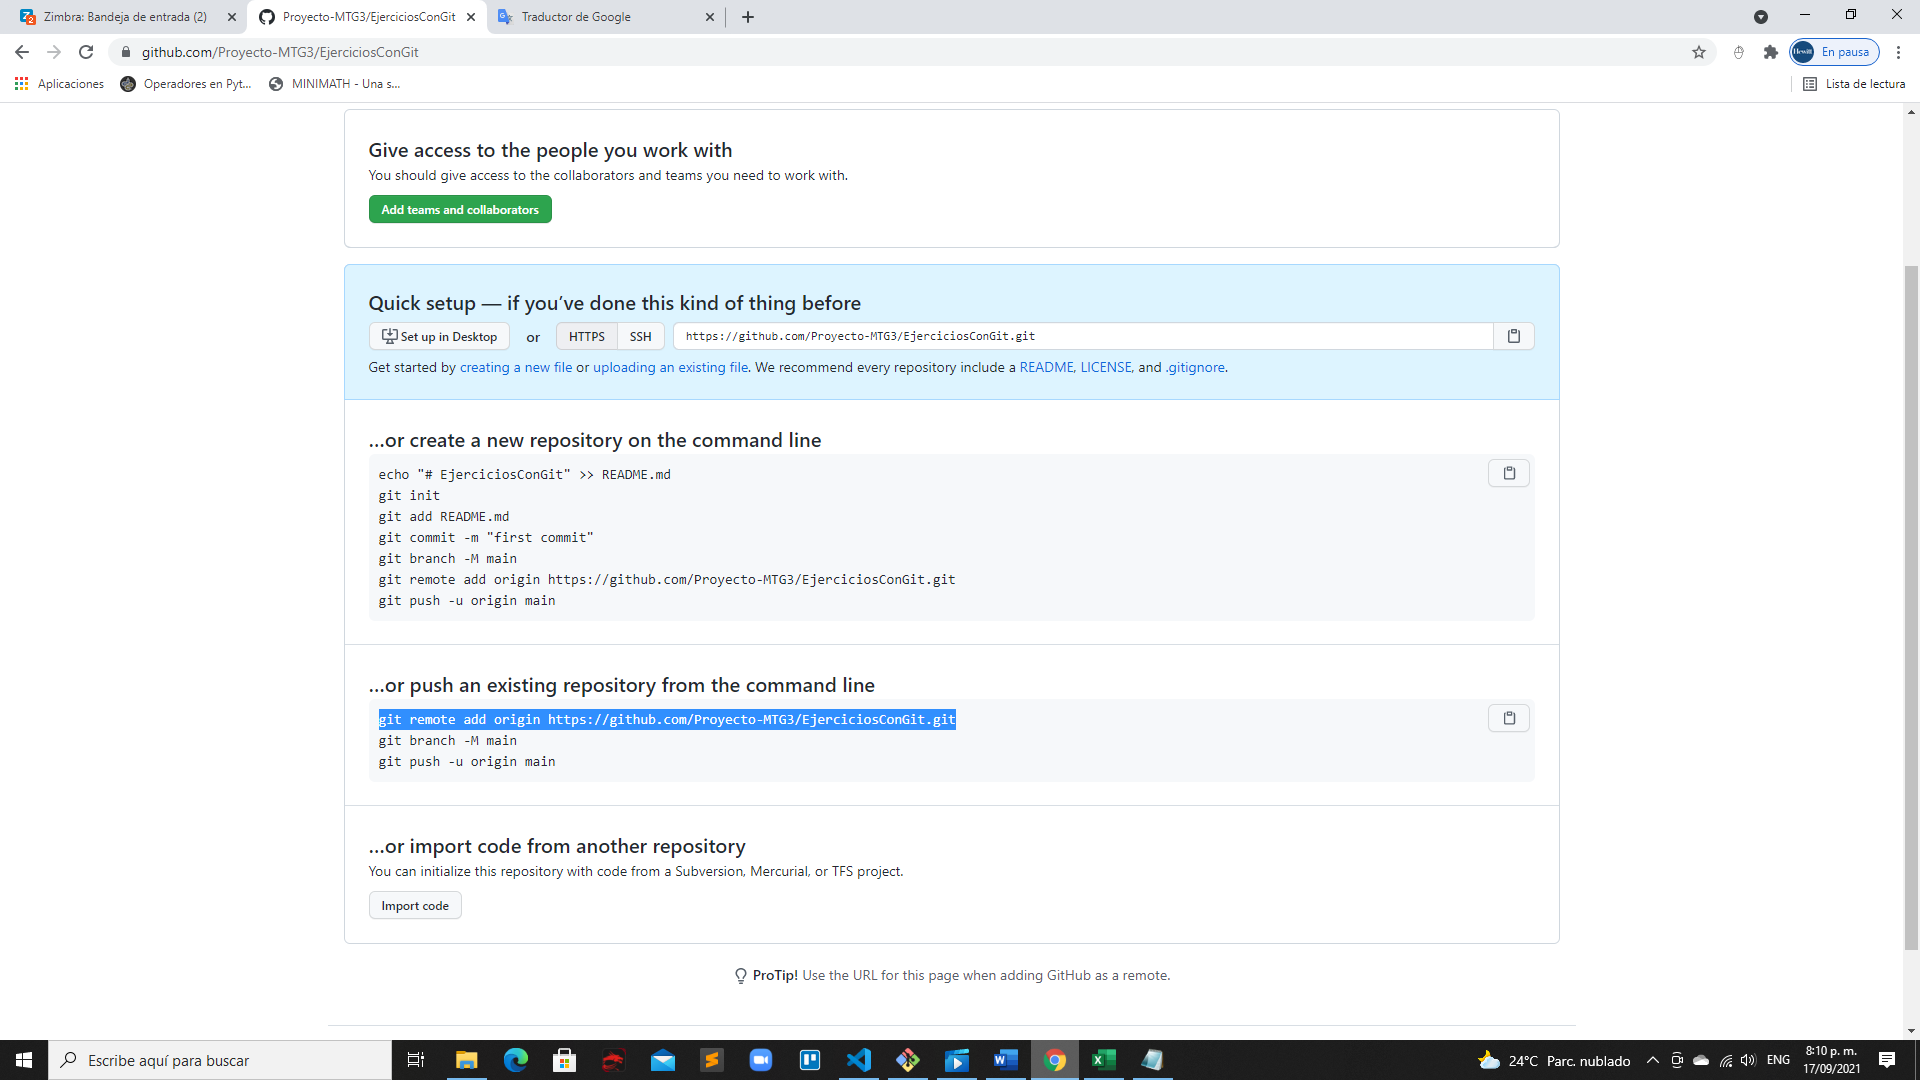 Zimbra: Bandeja de entrada (2)
Proyecto-MTG3/EjerciciosConGit
Traductor de Google
github.com/Proyecto-MTG3/EjerciciosConGit
En pausa
Aplicaciones
Operadores en Pyt...
MINIMATH - Una s...
Lista de lectura
Give access to the people you work with
You should give access to the collaborators and teams you need to work with.
Add teams and collaborators
Quick setup — if you’ve done this kind of thing before
Set up in Desktop or HTTPS SSH https://github.com/Proyecto-MTG3/EjerciciosConGit.git
Get started by creating a new file or uploading an existing file. We recommend every repository include a README, LICENSE, and .gitignore.
…or create a new repository on the command line
echo "# EjerciciosConGit" >> README.md
git init
git add README.md
git commit -m "first commit"
git branch -M main
git remote add origin https://github.com/Proyecto-MTG3/EjerciciosConGit.git
git push -u origin main
…or push an existing repository from the command line
git remote add origin https://github.com/Proyecto-MTG3/EjerciciosConGit.git
git branch -M main
git push -u origin main
…or import code from another repository
You can initialize this repository with code from a Subversion, Mercurial, or TFS project.
Import code
ProTip! Use the URL for this page when adding GitHub as a remote.
Escribe aquí para buscar
24°C Parc. nublado
ENG
8:10 p. m.
17/09/2021